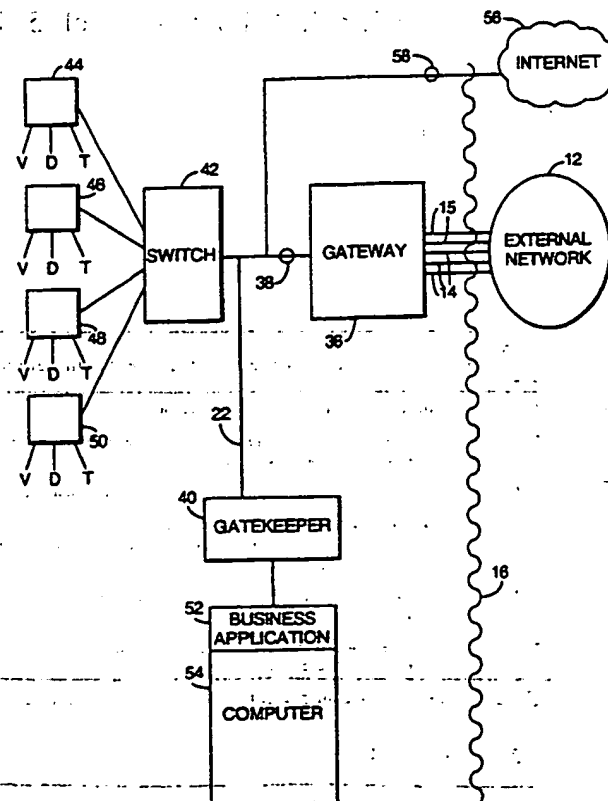 56
INTERNET
58
44
V D T
12
EXTERNAL
NETWORK
46
V D T
42
SWITCH
15
14
GATEWAY
38
36
48
V D T
50
V D T
22
40
GATEKEEPER
16
52
BUSINESS
APPLICATION
54
COMPUTER